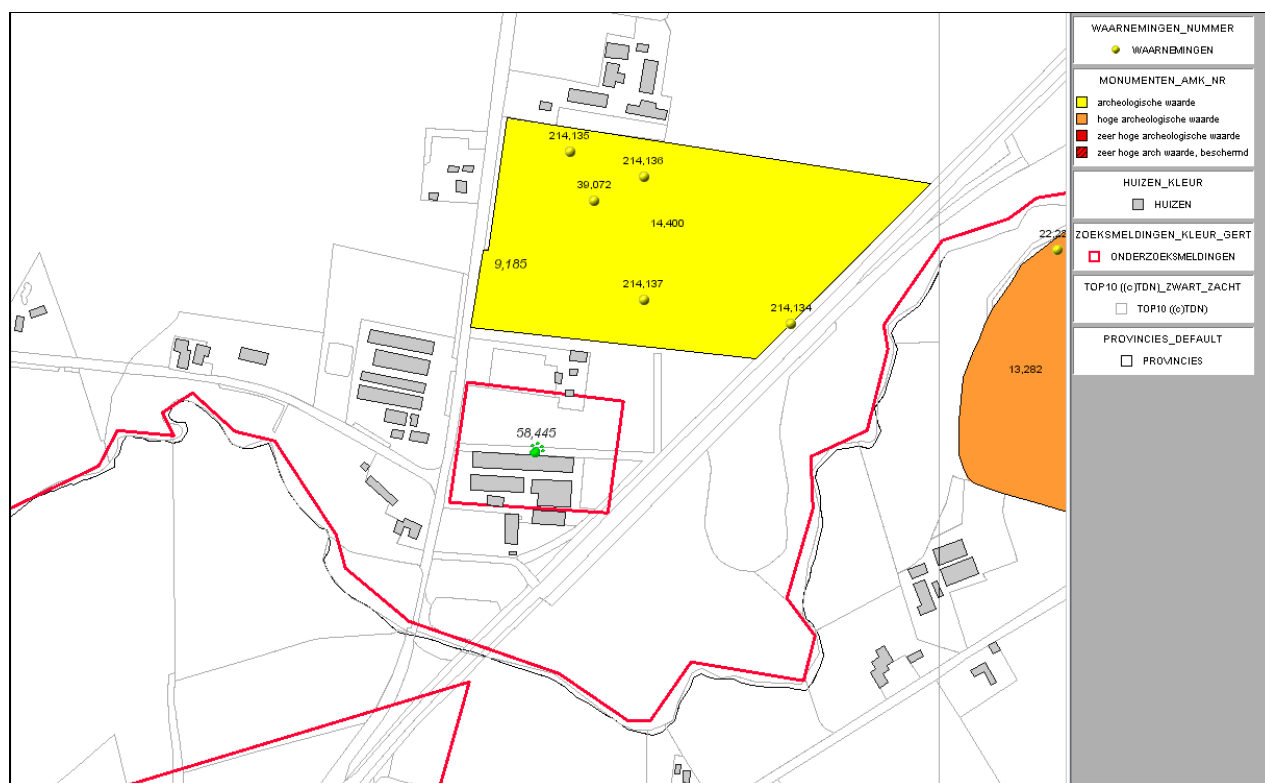 214,135
214,136
39,072
14,400
9,185
214,137
214,134
58,445
13,282
WAARNEMINGEN_NUMMER
WAARNEMINGEN
MONUMENTEN_AMK_NR
archeologische waarde
hoge archeologische waarde
zeer hoge archeologische waarde
zeer hoge arch waarde, beschermd
HUIZEN_KLEUR
HUIZEN
ZOEKSMELDINGEN_KLEUR_GERT
ONDERZOEKSMELDINGEN
TOP10 ((c)TDN)_ZWART_ZACHT
TOP10 ((c)TDN)
PROVINCIES_DEFAULT
PROVINCIES